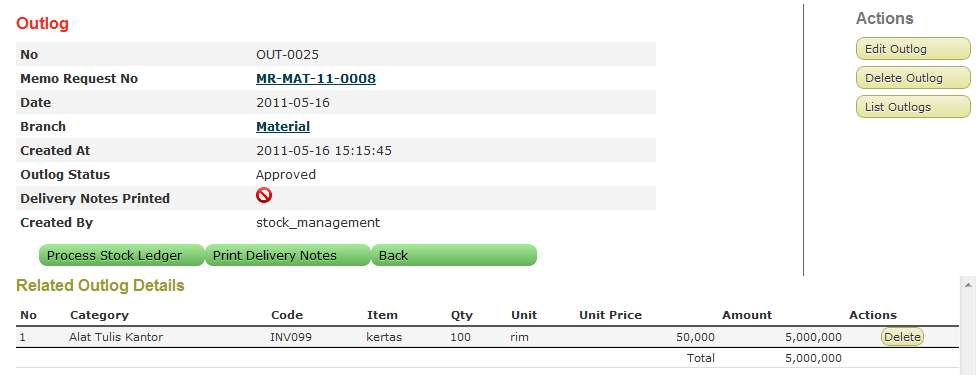 Outlog
No OUT-0025
Memo Request No MR-MAT-11-0008
Date 2011-05-16
Branch Material
Created At 2011-05-16 15:15:45
Outlog Status Approved
Delivery Notes Printed
Created By stock_management
Process Stock Ledger Print Delivery Notes Back
Actions
Edit Outlog
Delete Outlog
List Outlogs
Related Outlog Details
No Category Code Item Qty Unit Unit Price Amount Actions
1 Alat Tulis Kantor INV099 kertas 100 rim 50,000 5,000,000 Delete
Total 5,000,000